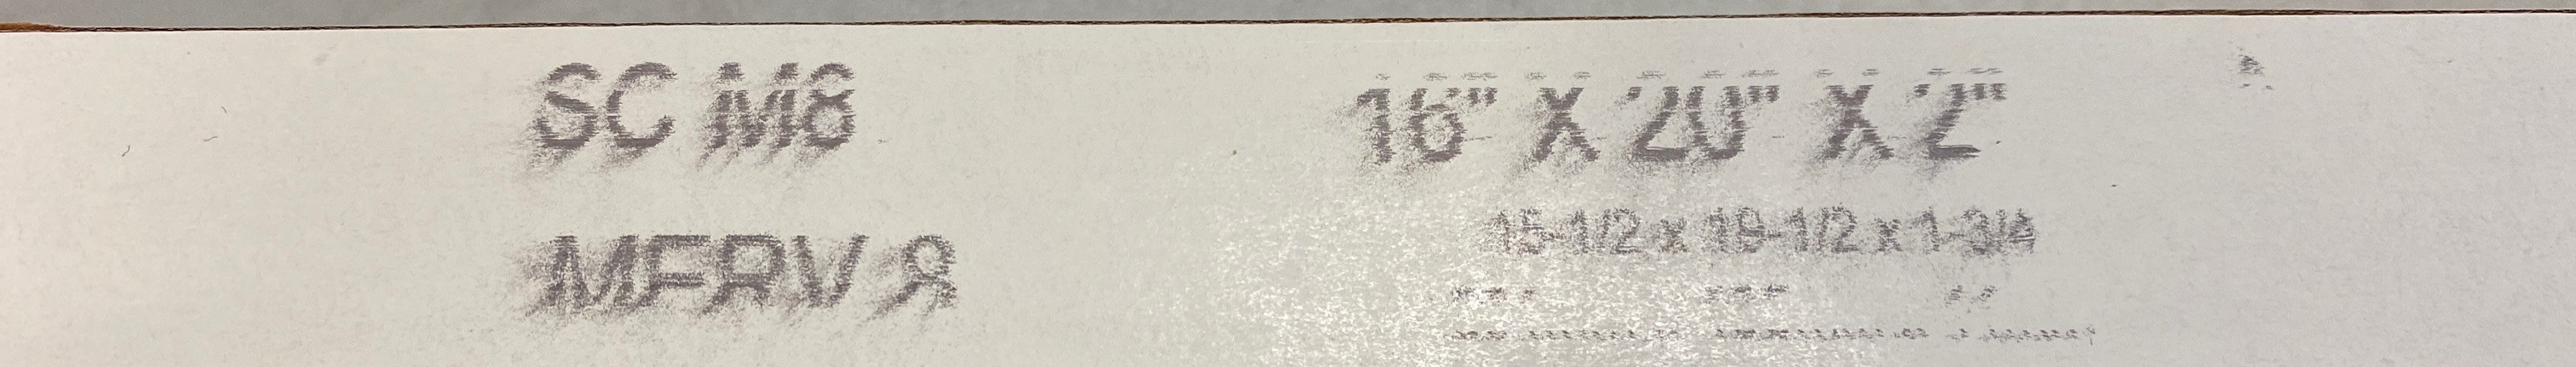 SC M8
MERV 8
16" X 20" X 2"
15-1/2 x 19-1/2 x 1-3/4